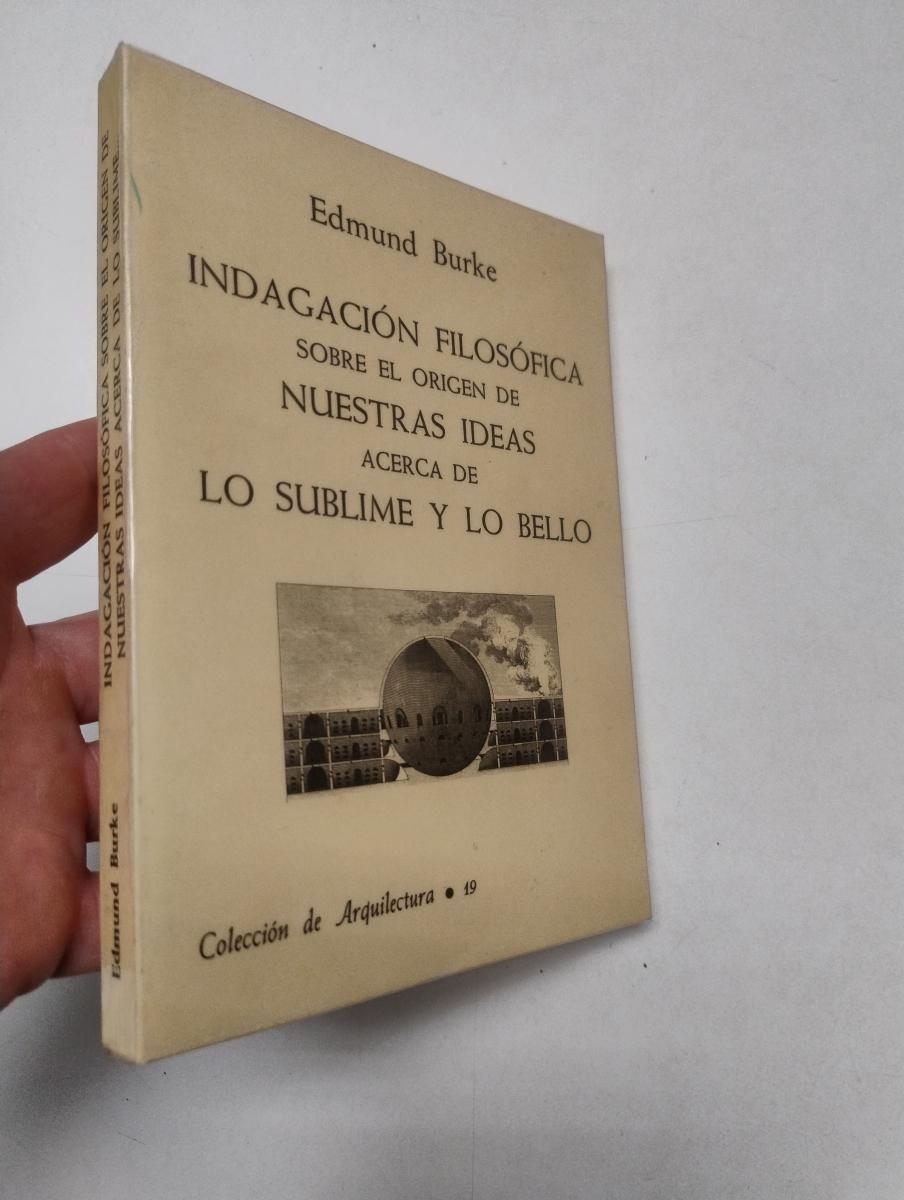 Edmund Burke
INDAGACIÓN FILOSÓFICA
SOBRE EL ORIGEN DE
NUESTRAS IDEAS
ACERCA DE
LO SUBLIME Y LO BELLO
Colección de Arquilectura • 19
INDAGACIÓN FILOSÓFICA SOBRE EL ORIGEN DE
NUESTRAS IDEAS ACERCA DE LO SUBLIME...
Edmund Burke